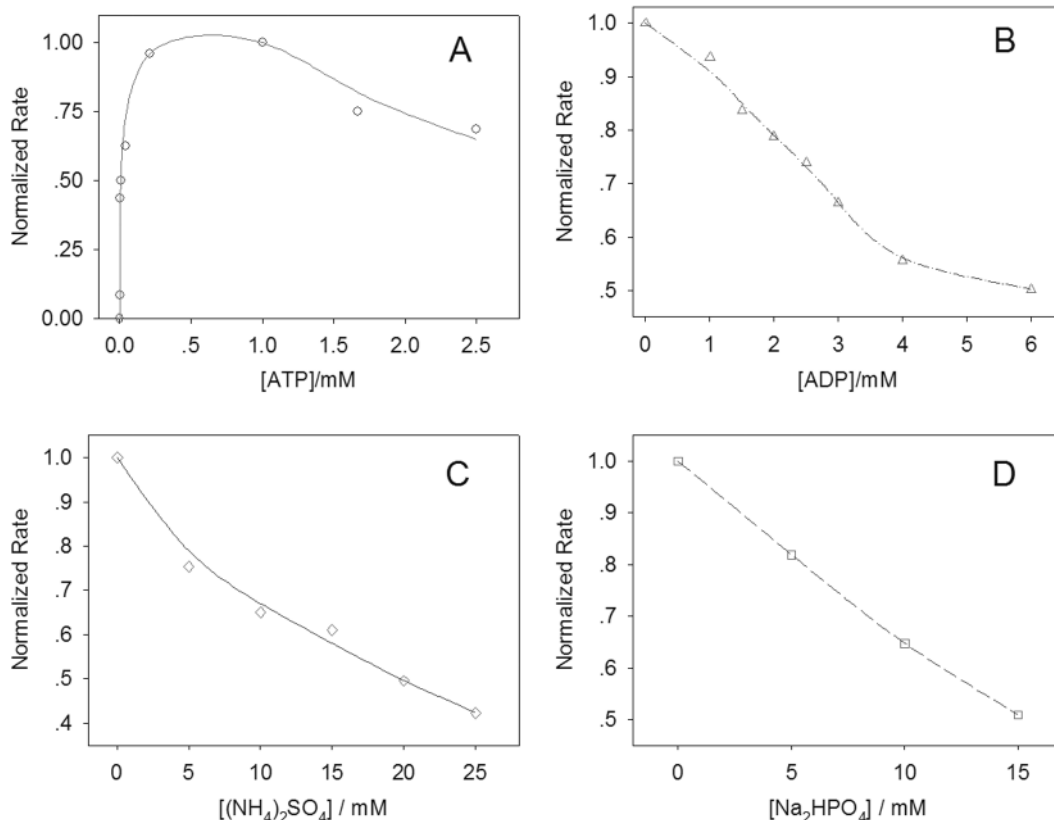 A
Normalized Rate
1.00
.75
.50
.25
0.00
0.0 .5 1.0 1.5 2.0 2.5
[ATP]/mM
B
Normalized Rate
1.0
.9
.8
.7
.6
.5
0 1 2 3 4 5 6
[ADP]/mM
C
Normalized Rate
1.0
.9
.8
.7
.6
.5
.4
0 5 10 15 20 25
[(NH4)2SO4] / mM
D
Normalized Rate
1.0
.9
.8
.7
.6
.5
0 5 10 15
[Na2HPO4] / mM